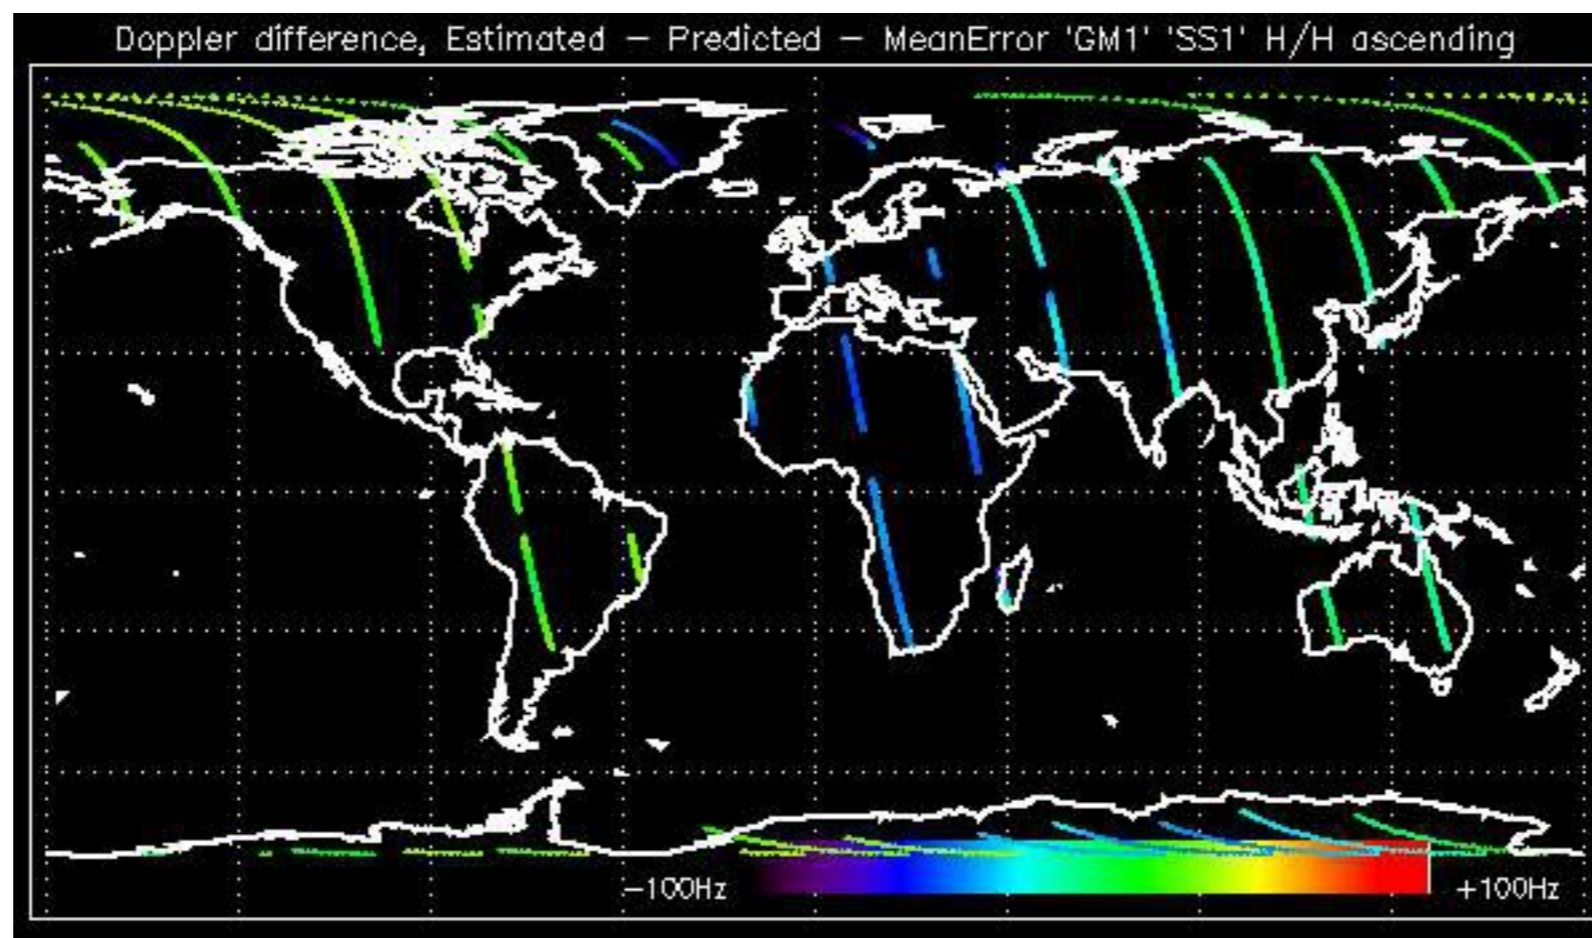 Doppler difference, Estimated – Predicted – MeanError 'GM1' 'SS1' H/H ascending
–100Hz +100Hz